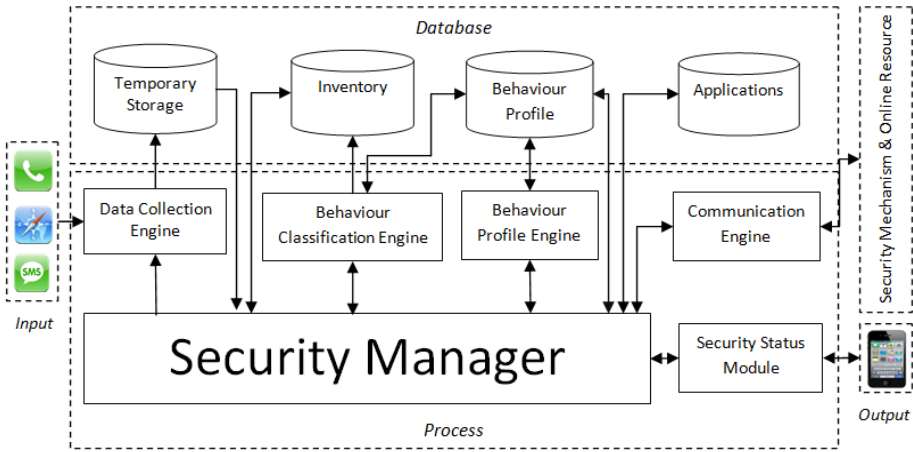 Database
Temporary
Storage
Inventory
Behaviour
Profile
Applications
Security Mechanism & Online Resource
Data Collection
Engine
Behaviour
Classification Engine
Behaviour
Profile Engine
Communication
Engine
SMS
Input
Security Manager
Security Status
Module
Process
Output